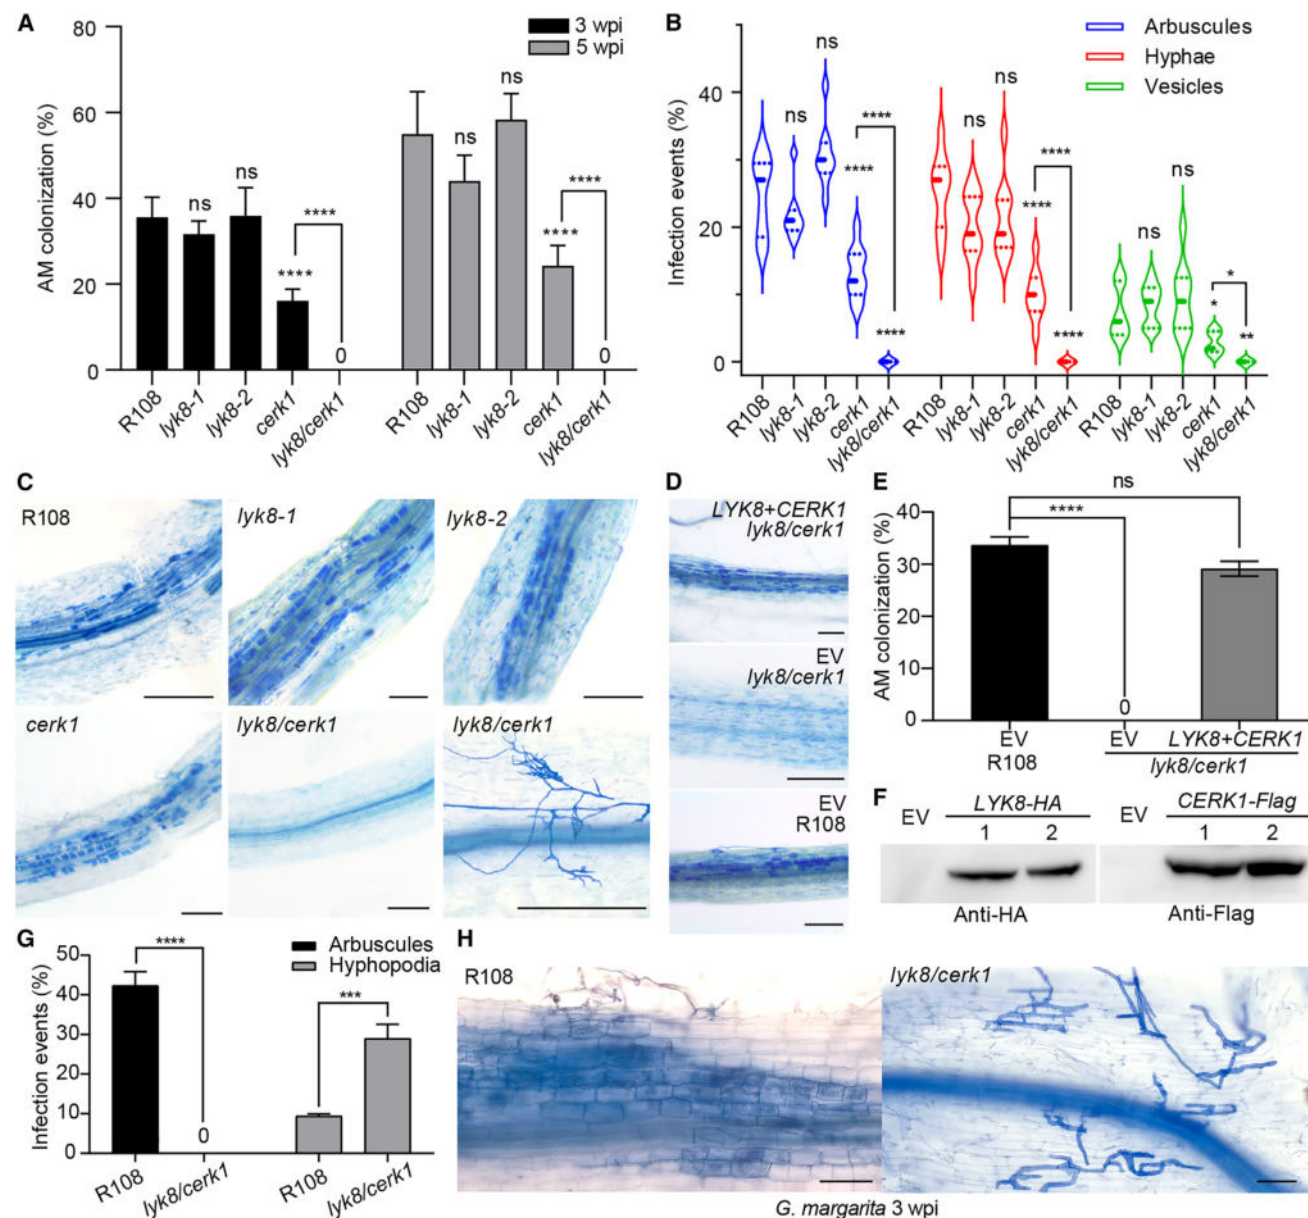 A
80
60
40
20
0
AM colonization (%)
3 wpi
5 wpi
ns
ns
****
****
0
ns
ns
****
****
0
R108
lyk8-1
lyk8-2
cerk1
lyk8/cerk1
R108
lyk8-1
lyk8-2
cerk1
lyk8/cerk1
B
40
20
0
Infection events (%)
Arbuscules
Hyphae
Vesicles
ns
ns
****
****
****
ns
ns
****
****
****
ns
ns
*
*
**
R108
lyk8-1
lyk8-2
cerk1
lyk8/cerk1
R108
lyk8-1
lyk8-2
cerk1
lyk8/cerk1
R108
lyk8-1
lyk8-2
cerk1
lyk8/cerk1
C
R108
lyk8-1
lyk8-2
cerk1
lyk8/cerk1
lyk8/cerk1
D
LYK8+CERK1
lyk8/cerk1
EV
lyk8/cerk1
EV
R108
E
40
30
20
10
0
AM colonization (%)
ns
****
0
EV
R108
EV
LYK8+CERK1
lyk8/cerk1
F
EV
LYK8-HA
1 2
Anti-HA
EV
CERK1-Flag
1 2
Anti-Flag
G
50
40
30
20
10
0
Infection events (%)
Arbuscules
Hyphopodia
****
0
***
R108
lyk8/cerk1
R108
lyk8/cerk1
H
R108
lyk8/cerk1
G. margarita 3 wpi